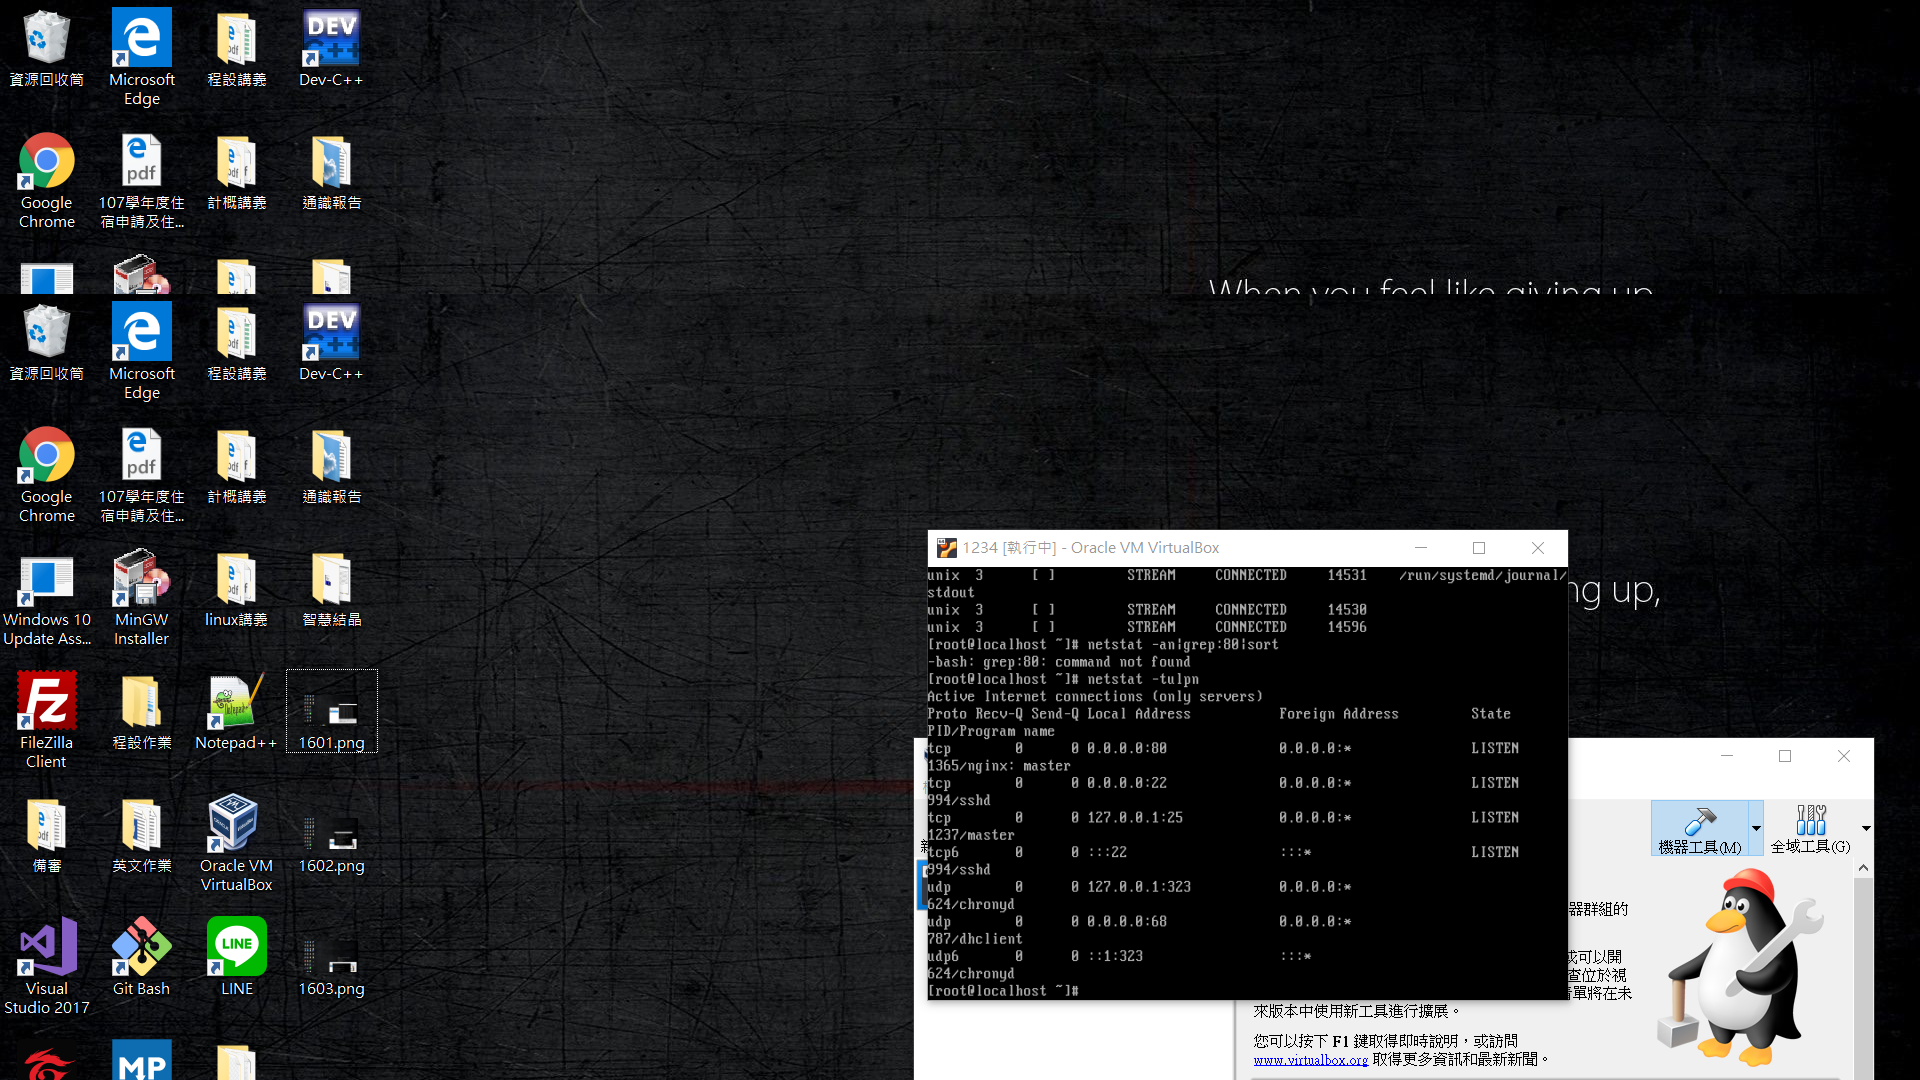 資源回收筒
Microsoft
Edge
程設講義
DEV
C++
Dev-C++
Google
Chrome
pdf
107學年度住
宿申請及住...
計概講義
通識報告
When you feel like giving up
資源回收筒
Microsoft
Edge
程設講義
DEV
C++
Dev-C++
Google
Chrome
pdf
107學年度住
宿申請及住...
計概講義
通識報告
Windows 10
Update Ass...
MinGW
Installer
linux講義
智慧結晶
ng up,
FileZilla
Client
程設作業
Notepad++
1601.png
備審
英文作業
Oracle VM
VirtualBox
1602.png
Visual
Studio 2017
Git Bash
LINE
LINE
1603.png
MP
1234 [執行中] - Oracle VM VirtualBox
unix  3      [ ]         STREAM     CONNECTED     14531    /run/systemd/journal/
stdout
unix  3      [ ]         STREAM     CONNECTED     14530
unix  3      [ ]         STREAM     CONNECTED     14596
[root@localhost ~]# netstat -an|grep:80|sort
-bash: grep:80: command not found
[root@localhost ~]# netstat -tulpn
Active Internet connections (only servers)
Proto Recv-Q Send-Q Local Address           Foreign Address         State
PID/Program name
tcp        0      0 0.0.0.0:80              0.0.0.0:*               LISTEN
1365/nginx: master
tcp        0      0 0.0.0.0:22              0.0.0.0:*               LISTEN
994/sshd
tcp        0      0 127.0.0.1:25            0.0.0.0:*               LISTEN
1237/master
tcp6       0      0 :::22                   :::*                    LISTEN
994/sshd
udp        0      0 127.0.0.1:323           0.0.0.0:*
624/chronyd
udp        0      0 0.0.0.0:68              0.0.0.0:*
787/dhclient
udp6       0      0 ::1:323                 :::*
624/chronyd
[root@localhost ~]#
機器工具(M)
全域工具(G)
器群組的
或可以開
查位於視
單將在未
來版本中使用新工具進行擴展。
您可以按下 F1 鍵取得即時說明，或訪問
www.virtualbox.org 取得更多資訊和最新新聞。